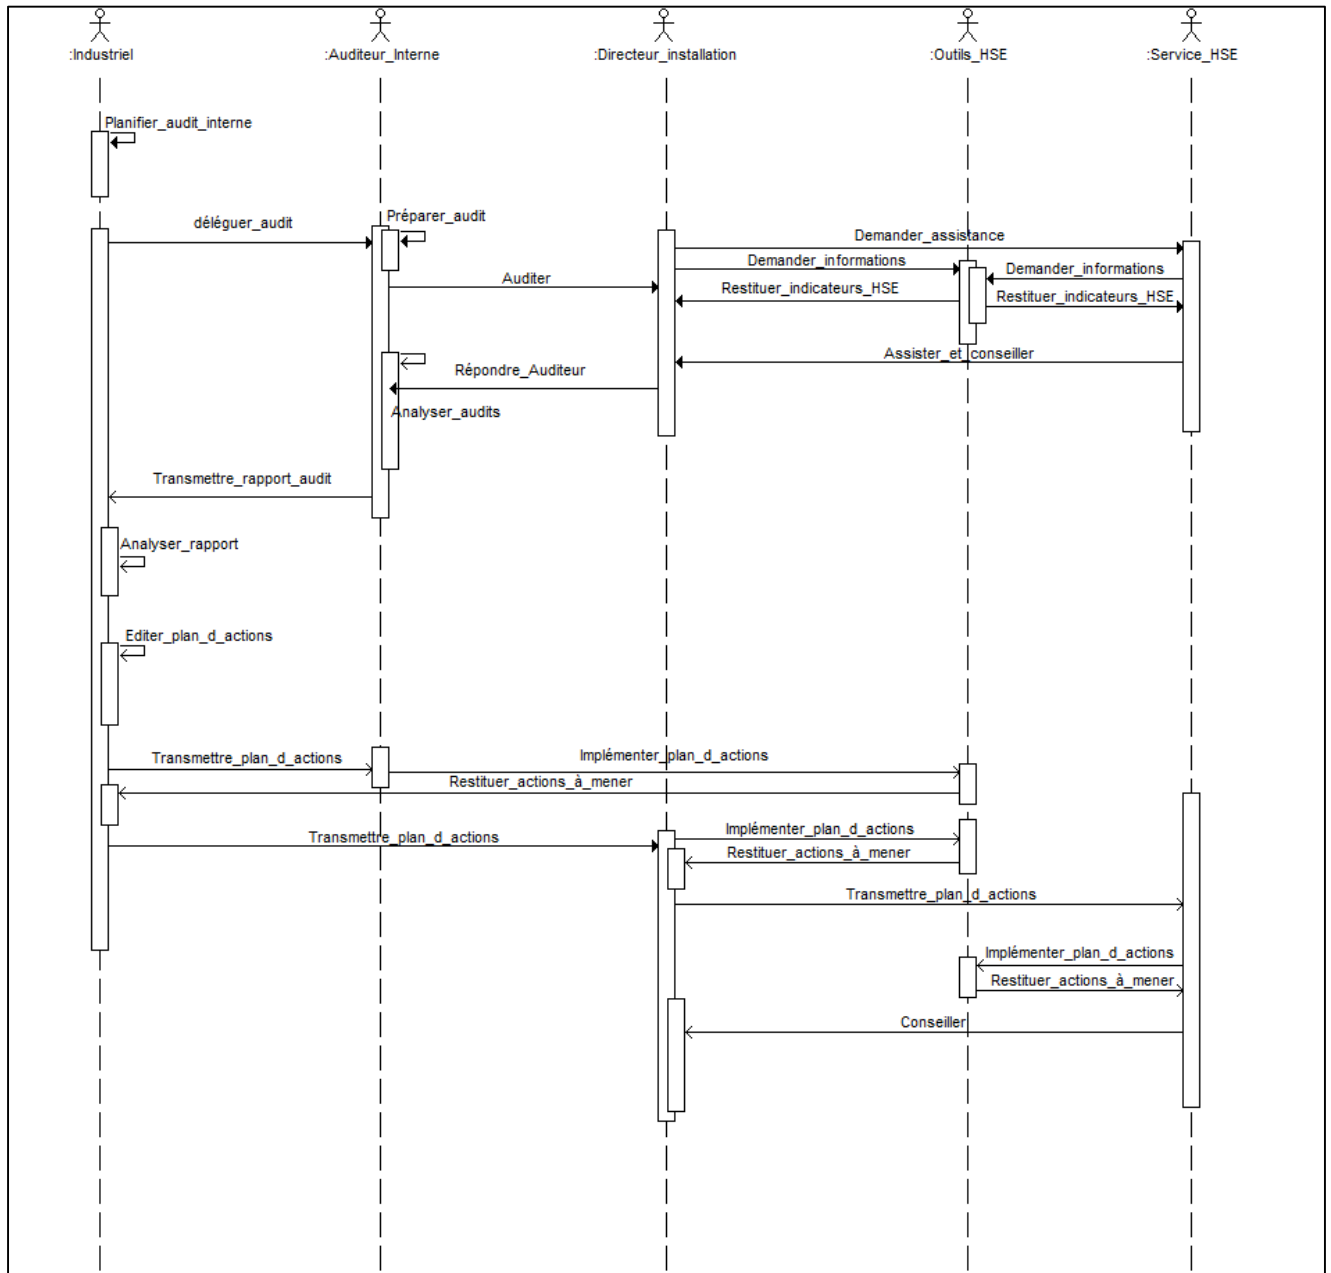 :Industriel
:Auditeur_Interne
:Directeur_installation
:Outils_HSE
:Service_HSE
Planifier_audit_interne
déléguer_audit
Préparer_audit
Demander_assistance
Demander_informations
Demander_informations
Auditer
Restituer_indicateurs_HSE
Restituer_indicateurs_HSE
Assister_et_conseiller
Répondre_Auditeur
Analyser_audits
Transmettre_rapport_audit
Analyser_rapport
Editer_plan_d_actions
Transmettre_plan_d_actions
Implémenter_plan_d_actions
Restituer_actions_à_mener
Transmettre_plan_d_actions
Implémenter_plan_d_actions
Restituer_actions_à_mener
Transmettre_plan_d_actions
Implémenter_plan_d_actions
Restituer_actions_à_mener
Conseiller